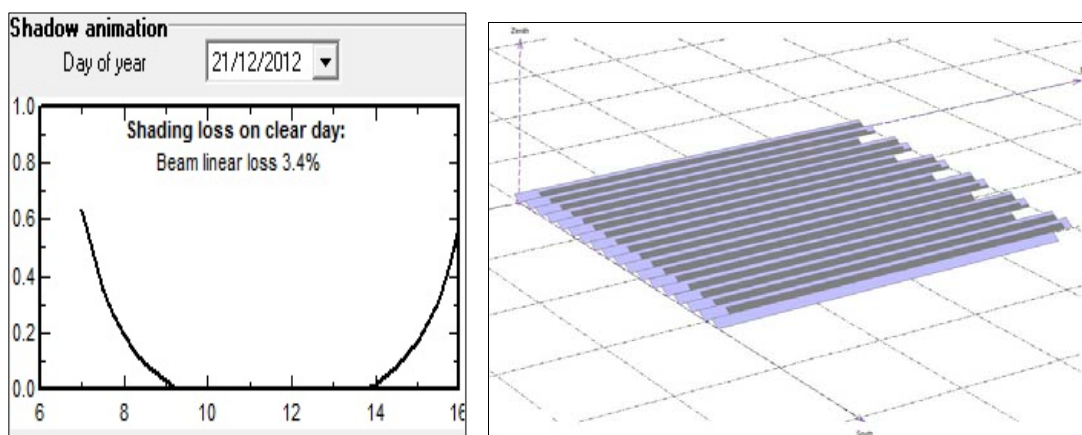 Shadow animation
Day of year 21/12/2012
1.0
Shading loss on clear day:
Beam linear loss 3.4%
0.8
0.6
0.4
0.2
0.0
6 8 10 12 14 16
Zenith
South